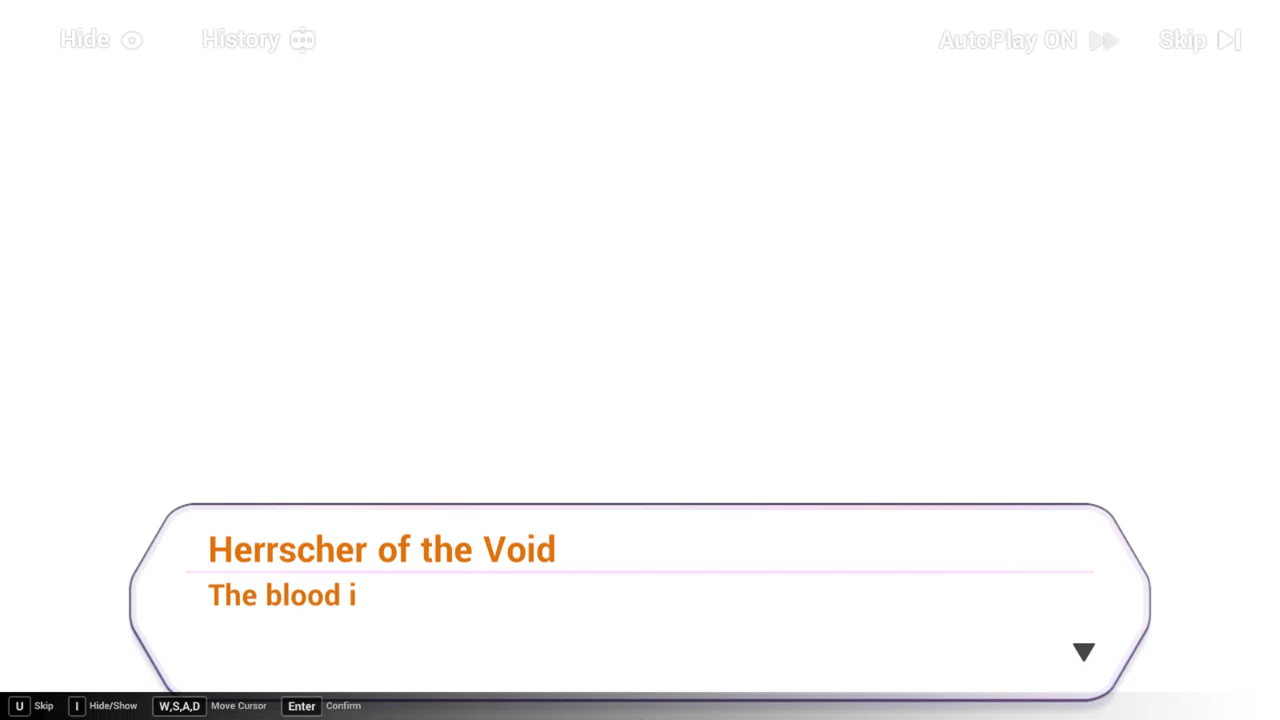 Hide
History
AutoPlay ON
Skip
Herrscher of the Void
The blood i
U Skip I Hide/Show W,S,A,D Move Cursor Enter Confirm